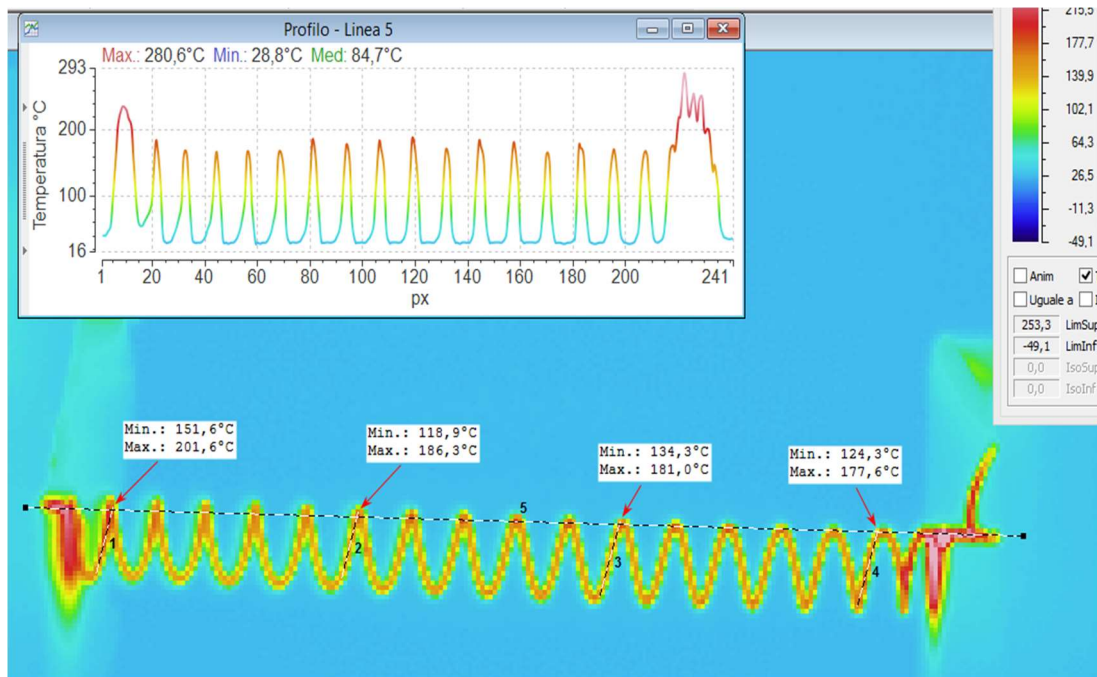 Profilo - Linea 5
Max.: 280,6°C Min.: 28,8°C Med: 84,7°C
293
200
100
16
Temperatura °C
1 20 40 60 80 100 120 140 160 180 200 241
px
215,5
177,7
139,9
102,1
64,3
26,5
-11,3
-49,1
Anim
Uguale a
253,3 LimSup
-49,1 LimInf
0,0 IsoSup
0,0 IsoInf
Min.: 151,6°C
Max.: 201,6°C
Min.: 118,9°C
Max.: 186,3°C
Min.: 134,3°C
Max.: 181,0°C
Min.: 124,3°C
Max.: 177,6°C
5
1
2
3
4